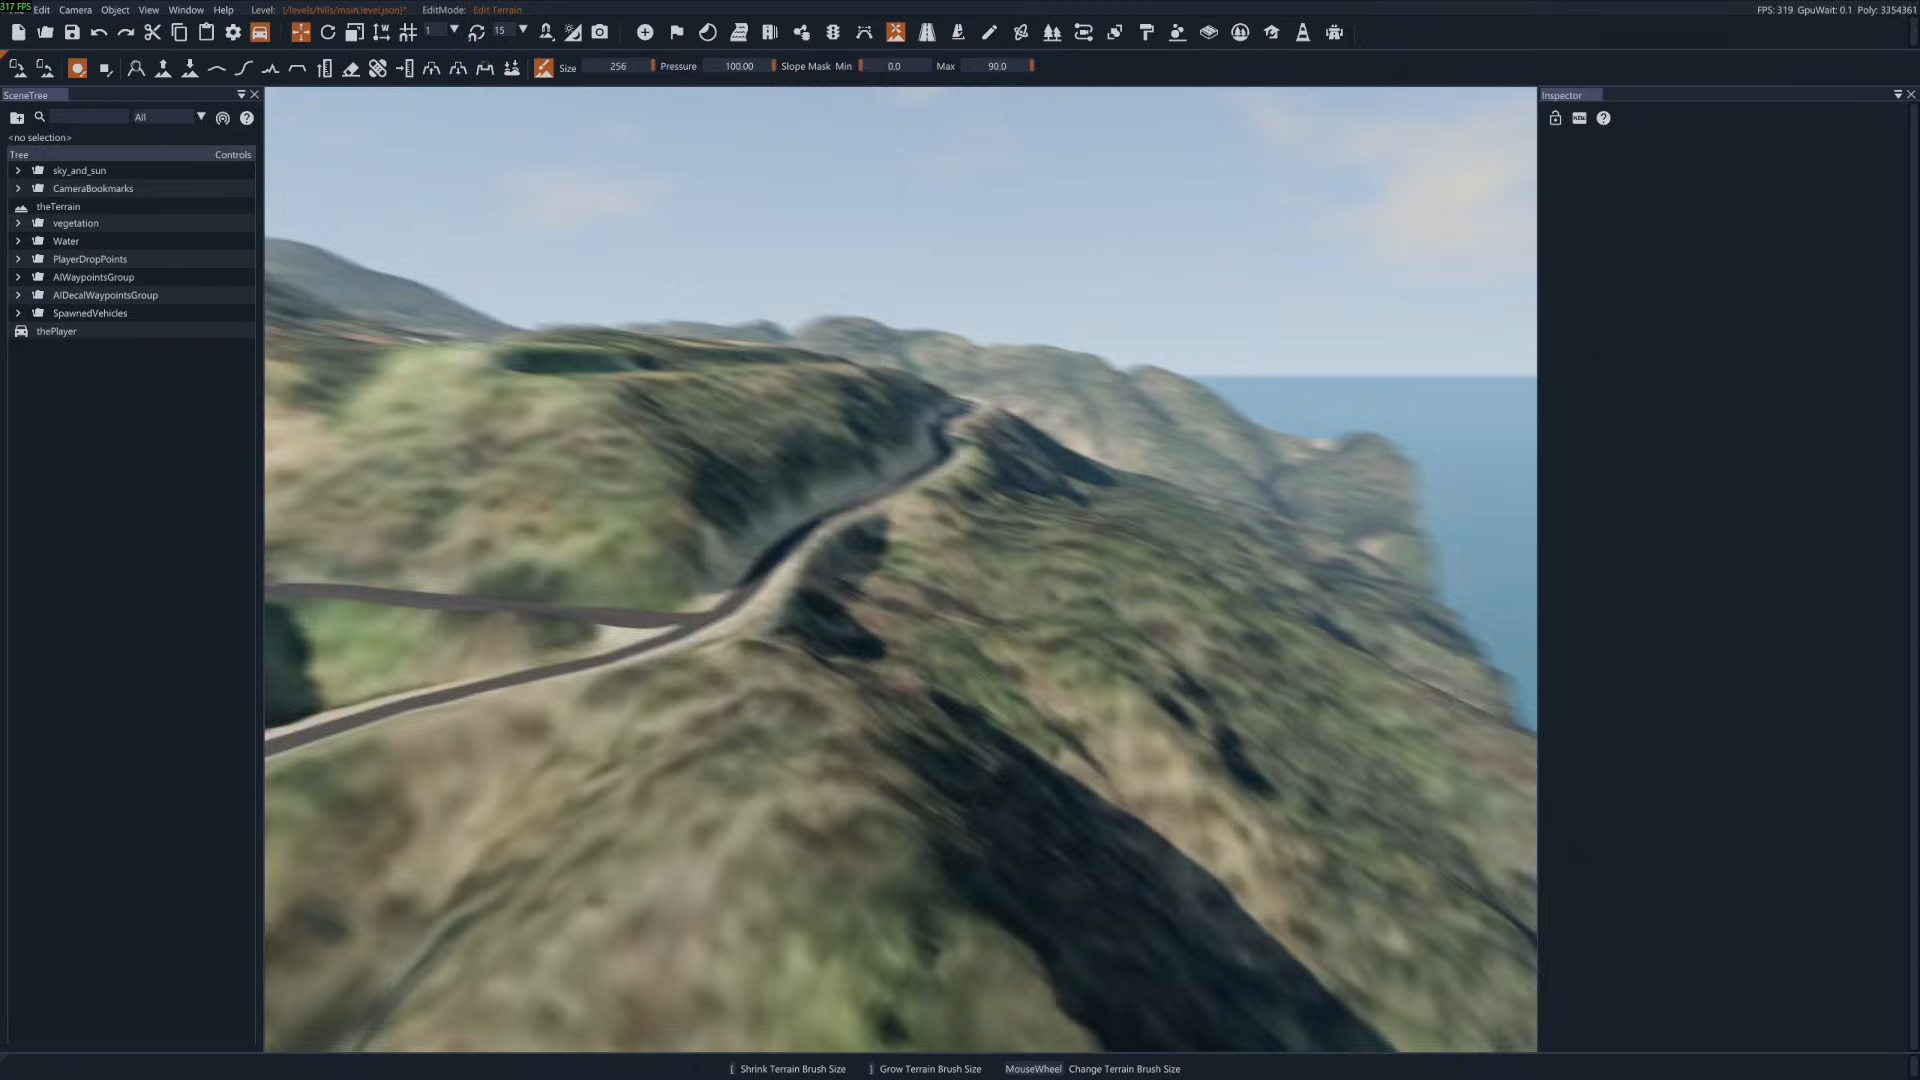 317 FPS
Edit Camera Object View Window Help Level: [/levels/hills/main.level.json]* EditMode: Edit Terrain FPS: 319 GpuWait: 0.1 Poly: 3354361
1 15
Size 256 Pressure 100.00 Slope Mask Min 0.0 Max 90.0
SceneTree
Inspector
All
<no selection>
Tree Controls
sky_and_sun
CameraBookmarks
theTerrain
vegetation
Water
PlayerDropPoints
AIWaypointsGroup
AIDecalWaypointsGroup
SpawnedVehicles
thePlayer
[ Shrink Terrain Brush Size ] Grow Terrain Brush Size MouseWheel Change Terrain Brush Size